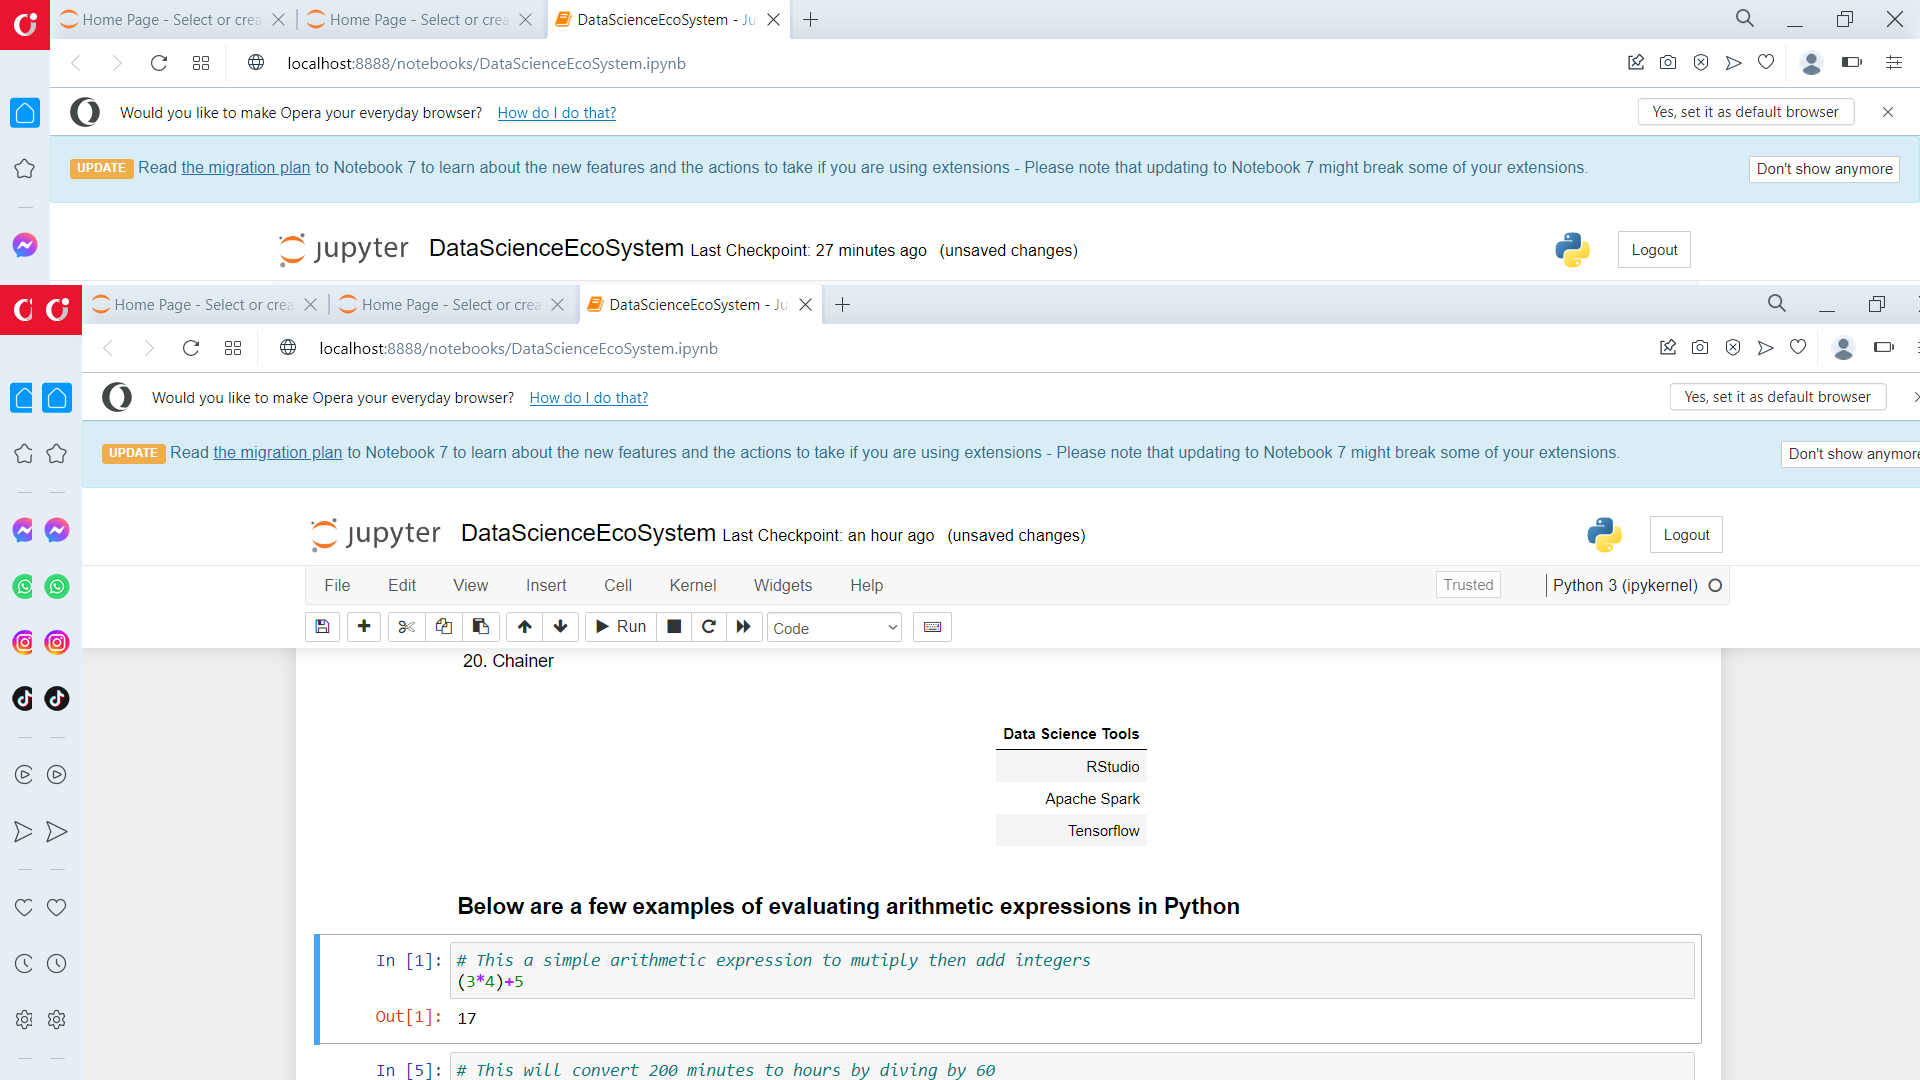 Home Page - Select or crea
Home Page - Select or crea
DataScienceEcoSystem - Ju
localhost:8888/notebooks/DataScienceEcoSystem.ipynb
Would you like to make Opera your everyday browser? How do I do that? Yes, set it as default browser
UPDATE Read the migration plan to Notebook 7 to learn about the new features and the actions to take if you are using extensions - Please note that updating to Notebook 7 might break some of your extensions. Don't show anymore
jupyter DataScienceEcoSystem Last Checkpoint: 27 minutes ago (unsaved changes) Logout
Home Page - Select or crea
Home Page - Select or crea
DataScienceEcoSystem - Ju
localhost:8888/notebooks/DataScienceEcoSystem.ipynb
Would you like to make Opera your everyday browser? How do I do that? Yes, set it as default browser
UPDATE Read the migration plan to Notebook 7 to learn about the new features and the actions to take if you are using extensions - Please note that updating to Notebook 7 might break some of your extensions. Don't show anymore
jupyter DataScienceEcoSystem Last Checkpoint: an hour ago (unsaved changes) Logout
File Edit View Insert Cell Kernel Widgets Help Trusted Python 3 (ipykernel)
Run Code
20. Chainer
Data Science Tools
RStudio
Apache Spark
Tensorflow
Below are a few examples of evaluating arithmetic expressions in Python
In [1]: # This a simple arithmetic expression to mutiply then add integers
(3*4)+5
Out[1]: 17
In [5]: # This will convert 200 minutes to hours by diving by 60